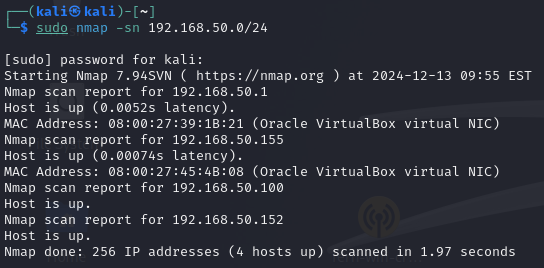 ┌──(kali㉿kali)-[~]
└─$ sudo nmap -sn 192.168.50.0/24
[sudo] password for kali:
Starting Nmap 7.94SVN ( https://nmap.org ) at 2024-12-13 09:55 EST
Nmap scan report for 192.168.50.1
Host is up (0.0052s latency).
MAC Address: 08:00:27:39:1B:21 (Oracle VirtualBox virtual NIC)
Nmap scan report for 192.168.50.155
Host is up (0.00074s latency).
MAC Address: 08:00:27:45:4B:08 (Oracle VirtualBox virtual NIC)
Nmap scan report for 192.168.50.100
Host is up.
Nmap scan report for 192.168.50.152
Host is up.
Nmap done: 256 IP addresses (4 hosts up) scanned in 1.97 seconds